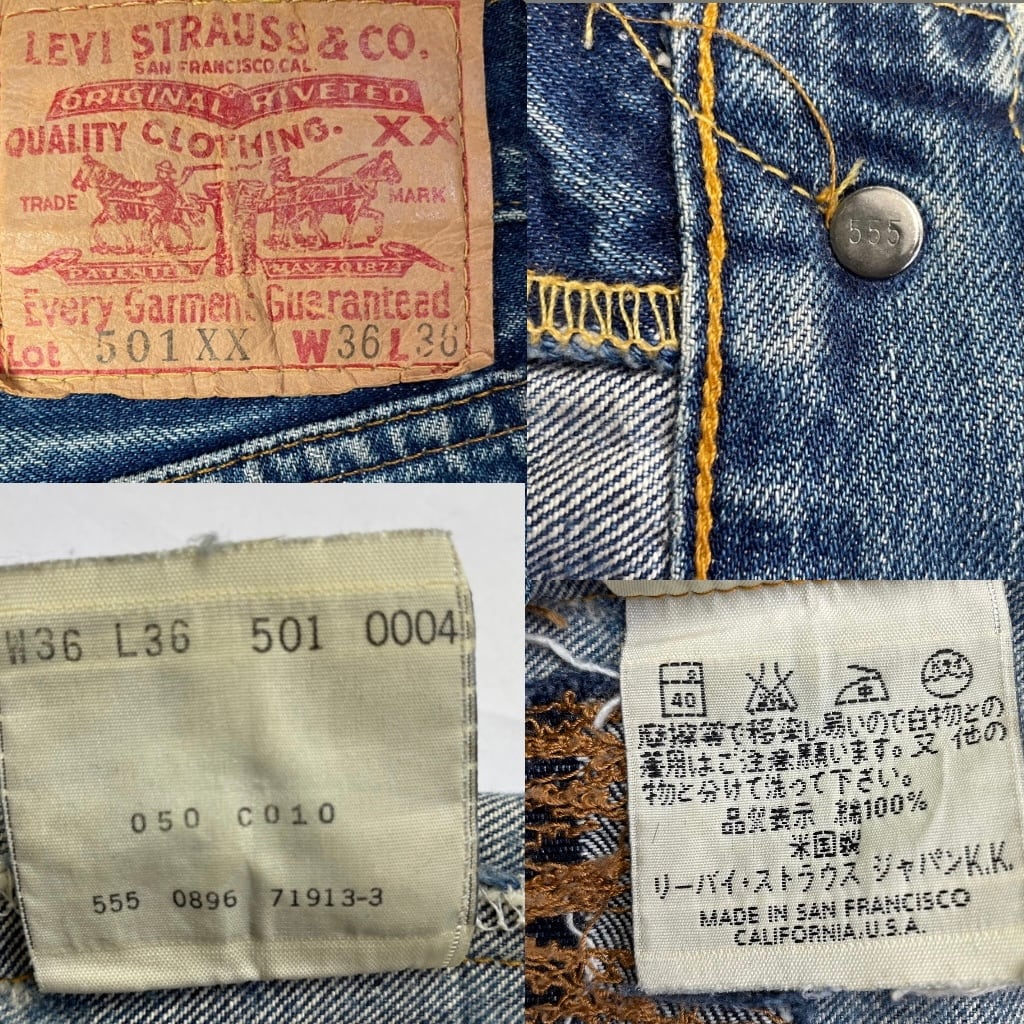 LEVI STRAUSS & CO.
SAN FRANCISCO, CAL.
ORIGINAL RIVETED
QUALITY CLOTHING. XX
TRADE MARK
PATENTED MAY 20 1873
Every Garment Guaranteed
Lot 501 XX W36 L36
555
W36 L36 501 0004
050 C010
555 0896 71913-3
40
中
摩擦等で移染し易いので白物との
着用はご注意願います。又他の
物と分けて洗って下さい。
品質表示 綿100%
米国製
リーバイ・ストラウス ジャパンK.K.
MADE IN SAN FRANCISCO
CALIFORNIA. U.S.A.